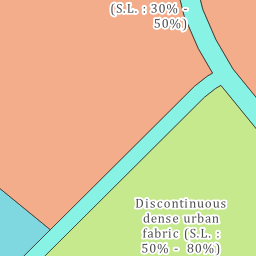 (S.L. : 30% -
50%)
Discontinuous
dense urban
fabric (S.L. :
50% -  80%)